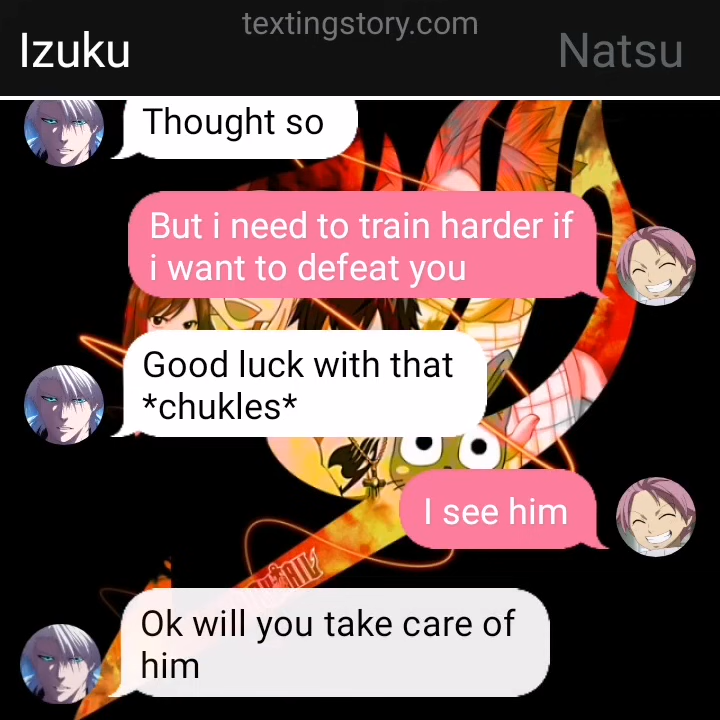 textingstory.com
Izuku
Natsu
Thought so
But i need to train harder if
i want to defeat you
Good luck with that
*chukles*
I see him
Ok will you take care of
him